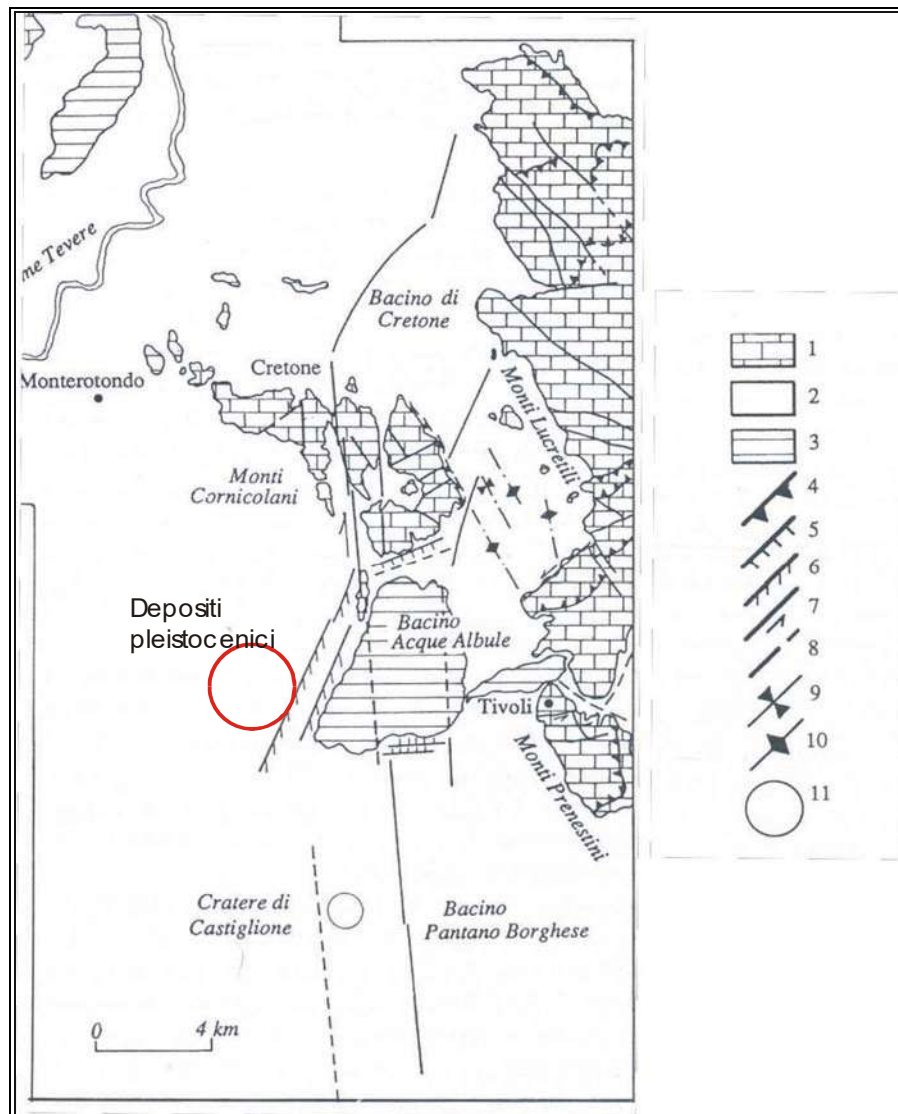 me Tevere
Bacino di
Cretone
Cretone
Monterotondo
Monti Lucretili
Monti
Cornicolani
Depositi
pleistocenici
Bacino
Acque Albule
Tivoli
Monti Prenestini
Cratere di
Castiglione
Bacino
Pantano Borghese
0 4 km
1
2
3
4
5
6
7
8
9
10
11